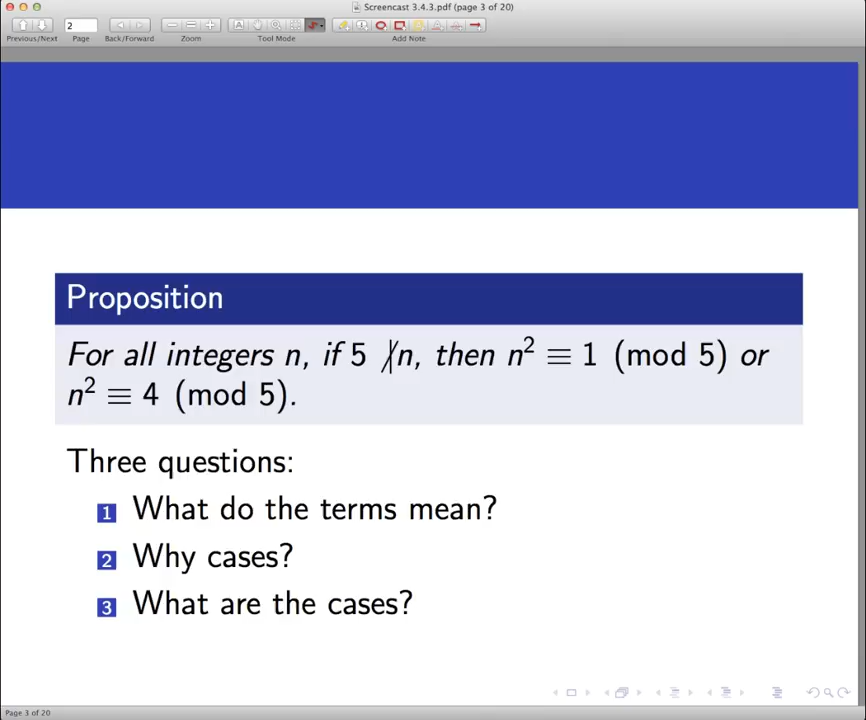 Screencast 3.4.3.pdf (page 3 of 20)
2
Previous/Next Page Back/Forward Zoom Tool Mode Add Note
Proposition
For all integers n, if 5 ∤ n, then n² ≡ 1 (mod 5) or
n² ≡ 4 (mod 5).
Three questions:
1 What do the terms mean?
2 Why cases?
3 What are the cases?
Page 3 of 20